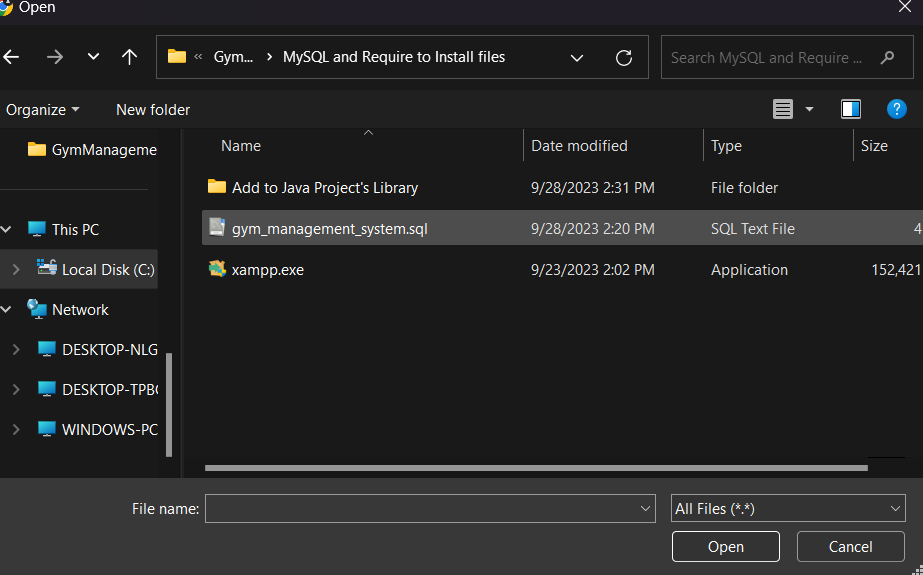 Open
« Gym... > MySQL and Require to Install files
Search MySQL and Require ...
Organize New folder
?
Name Date modified Type Size
GymManageme
This PC
Local Disk (C:)
Network
DESKTOP-NLG
DESKTOP-TPB
WINDOWS-PC
Add to Java Project's Library 9/28/2023 2:31 PM File folder
gym_management_system.sql 9/28/2023 2:20 PM SQL Text File 4
xampp.exe 9/23/2023 2:02 PM Application 152,421
File name: All Files (*.*)
Open Cancel